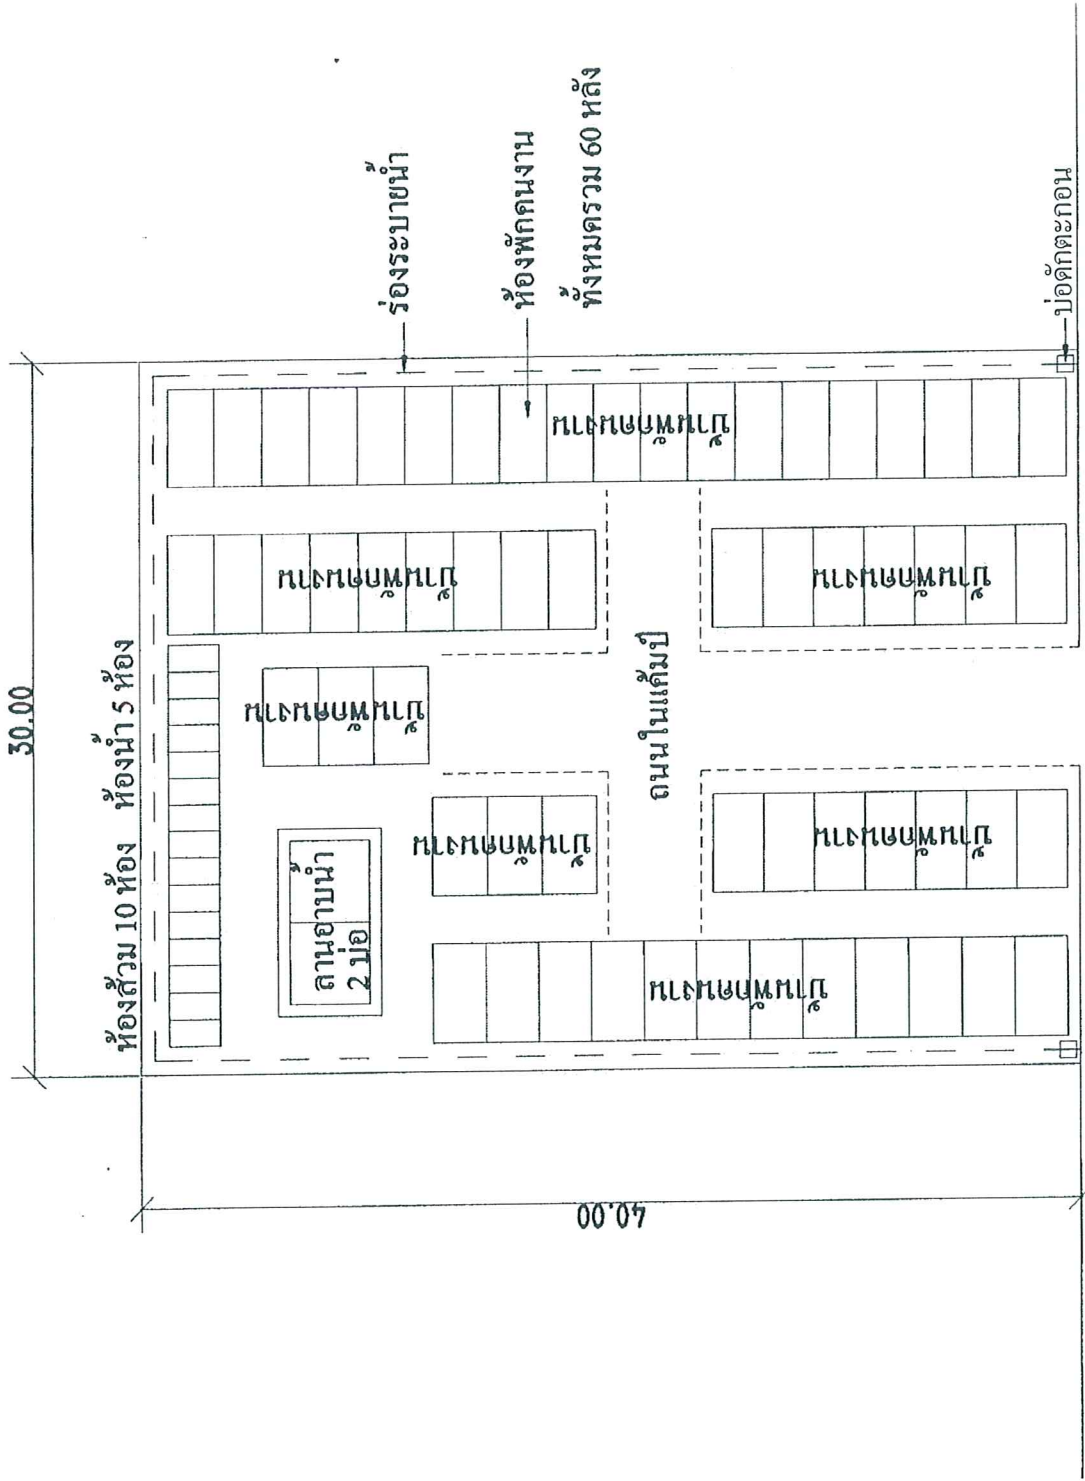 30.00
ห้องส้วม 10 ห้อง ห้องน้ำ 5 ห้อง
ร่องระบายน้ำ
ห้องพักคนงาน
ทั้งหมดรวม 60 หลัง
บ้านพักคนงาน
บ้านพักคนงาน
บ้านพักคนงาน
บ้านพักคนงาน
ลานอาบน้ำ
2 บ่อ
บ้านพักคนงาน
ถนนในแค้มป์
บ้านพักคนงาน
บ้านพักคนงาน
บ่อดักตะกอน
40.00